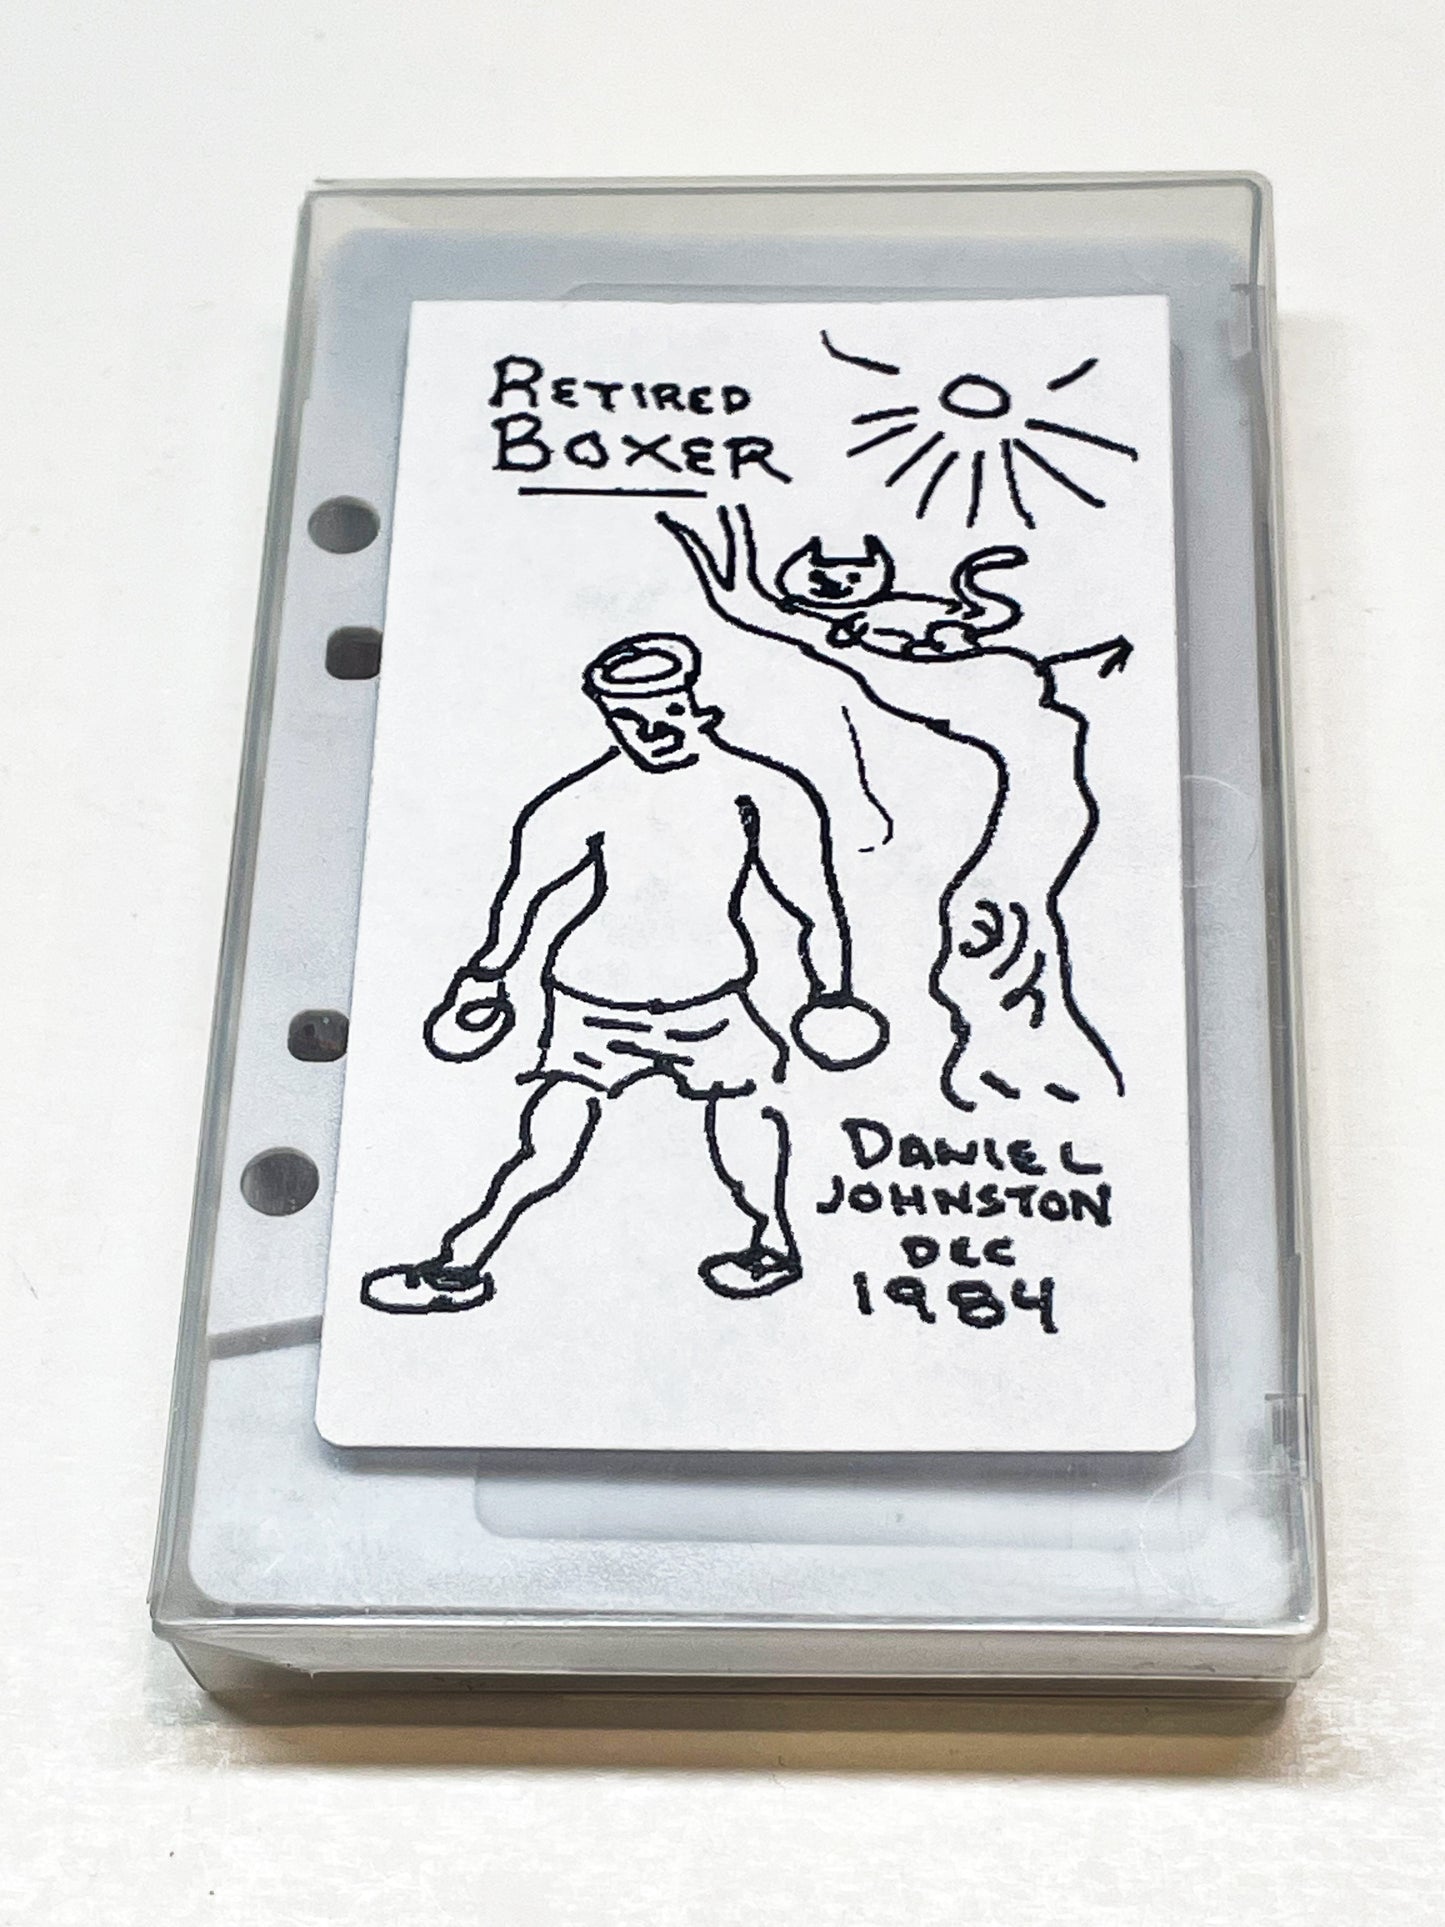 RETIRED
BOXER
DANIEL
JOHNSTON
DEC
1984